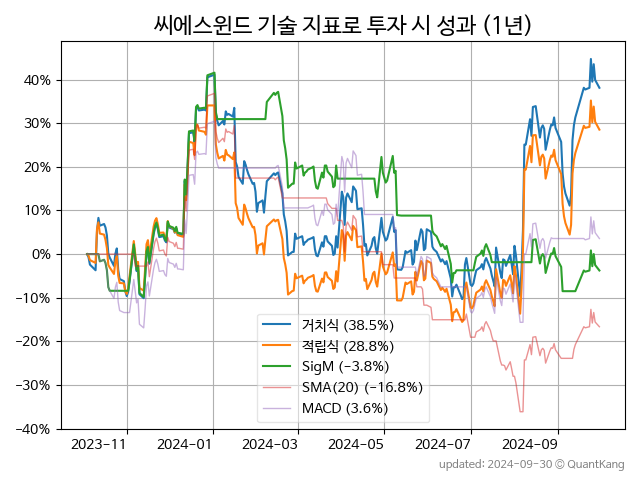 씨에스윈드 기술 지표로 투자 시 성과 (1년)
40%
30%
20%
10%
0%
−10%
−20%
−30%
−40%
거치식 (38.5%)
적립식 (28.8%)
SigM (−3.8%)
SMA(20) (−16.8%)
MACD (3.6%)
2023-11 2024-01 2024-03 2024-05 2024-07 2024-09
updated: 2024-09-30 © QuantKang